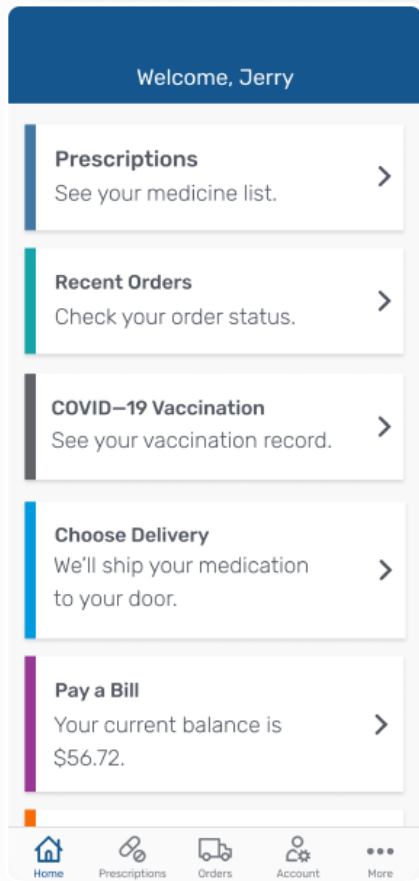 Welcome, Jerry
Prescriptions
See your medicine list.
Recent Orders
Check your order status.
COVID–19 Vaccination
See your vaccination record.
Choose Delivery
We'll ship your medication
to your door.
Pay a Bill
Your current balance is
$56.72.
Home
Prescriptions
Orders
Account
More